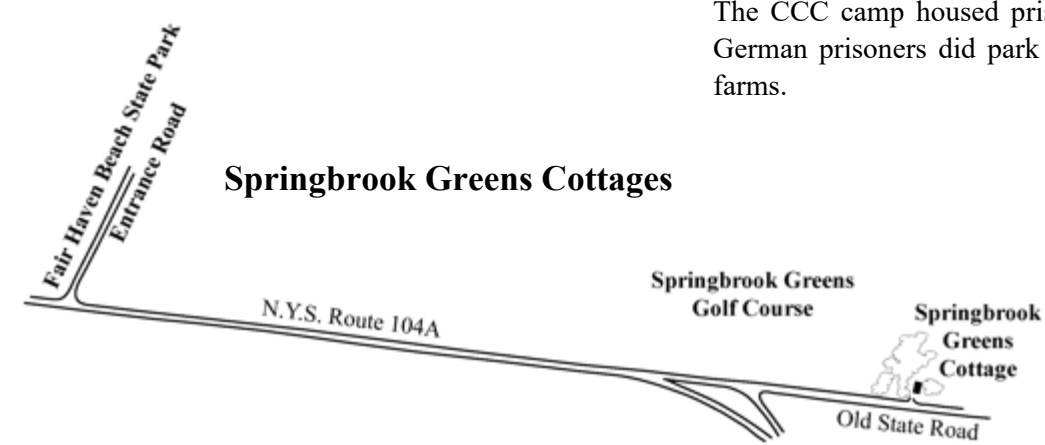 The CCC camp housed
German prisoners did park
farms.
Fair Haven Beach State Park
Entrance Road
Springbrook Greens Cottages
N.Y.S. Route 104A
Springbrook Greens
Golf Course
Springbrook
Greens
Cottage
Old State Road